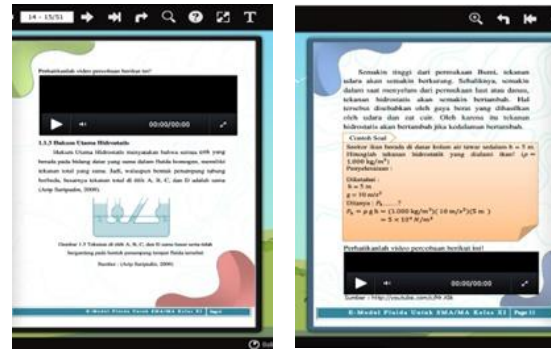 14 - 15/51
T
Perhatikanlah video percobaan berikut ini!
00:00/00:00
1.1.3 Hukum Utama Hidrostatis
Hukum Utama Hidrostatis menyatakan bahwa semua titik yang
berada pada bidang datar yang sama dalam fluida homogen, memiliki
tekanan total yang sama. Jadi, walaupun bentuk penampang tabung
berbeda, besarnya tekanan total di titik A, B, C, dan D adalah sama
(Arip Saripudin, 2009)
Gambar 1.5 Tekanan di titik A, B, C, dan D sama besar serta tidak
bergantung pada bentuk penampang tempat fluida tersebut
Sumber : (Arip Saripudin, 2009)
E-Modul Fluida Untuk SMA/MA Kelas XI
Semakin tinggi dari permukaan Bumi, tekanan
udara akan semakin berkurang. Sebaliknya, semakin
dalam saat menyelam dari permukaan laut atau danau,
tekanan hidrostatis akan semakin bertambah. Hal
tersebut disebabkan oleh gaya berat yang dihasilkan
oleh udara dan zat cair. Oleh karena itu tekanan
hidrostatis akan bertambah jika kedalaman bertambah.
Contoh Soal
Seekor ikan berada di dasar kolam air tawar sedalam h = 5 m.
Hitunglah tekanan hidrostatik yang dialami ikan! (ρ =
1.000 kg/m³)
Penyelesaian :
Diketahui :
h = 5 m
g = 10 m/s²
Ditanya : Pₕ......?
Pₕ = ρ g h = (1.000 kg/m³)( 10 m/s²)(5 m )
= 5 × 10⁴ N/m²
Perhatikanlah video percobaan berikut ini!
00:00/00:00
Sumber : http://youtube.com/
E-Modul Fluida Untuk SMA/MA Kelas XI Page 11